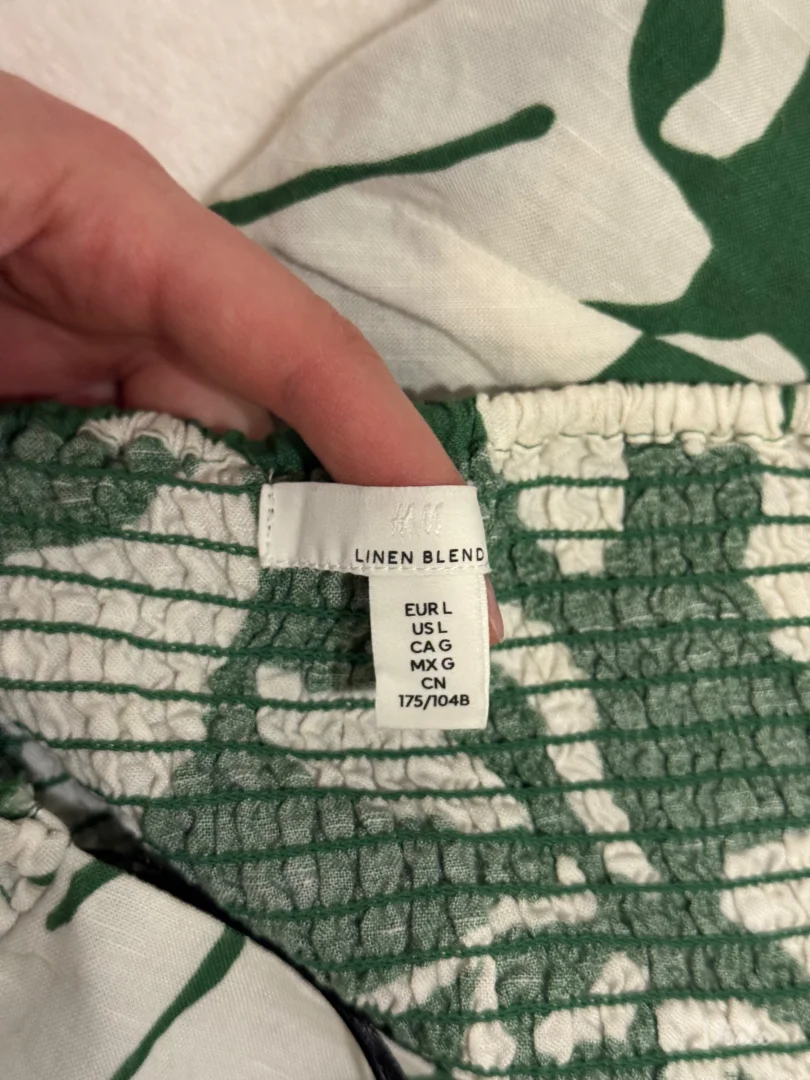 LINEN BLEND
EUR L
US L
CA G
MX G
CN
175/104B